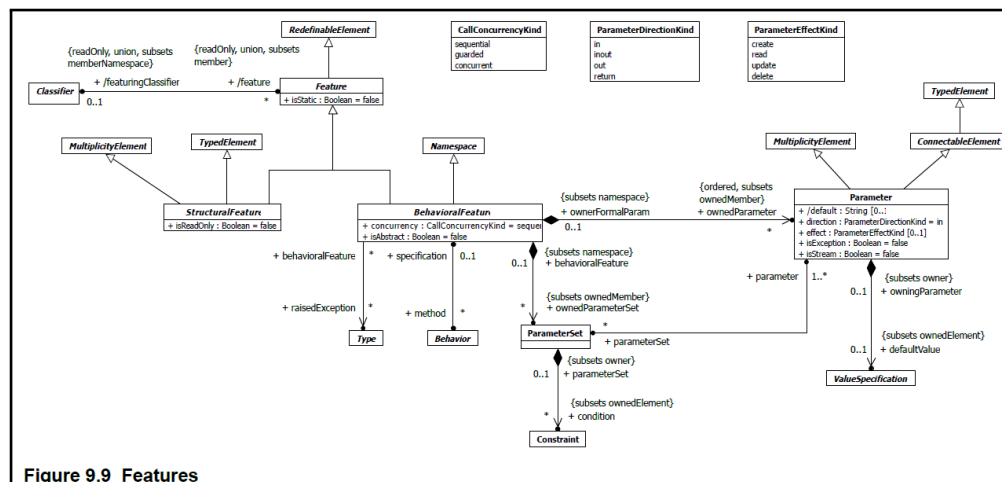 RedefinableElement
CallConcurrencyKind
sequential
guarded
concurrent
ParameterDirectionKind
in
inout
out
return
ParameterEffectKind
create
read
update
delete
{readOnly, union, subsets
memberNamespace}
+ /featuringClassifier
0..1
{readOnly, union, subsets
member}
+ /feature
*
Classifier
Feature
+ isStatic : Boolean = false
MultiplicityElement
TypedElement
Namespace
MultiplicityElement
TypedElement
ConnectableElement
StructuralFeature
+ isReadOnly : Boolean = false
BehavioralFeature
+ concurrency : CallConcurrencyKind = sequen
+ isAbstract : Boolean = false
{subsets namespace}
+ ownerFormalParam
0..1
{ordered, subsets
ownedMember}
+ ownedParameter
*
Parameter
+ /default : String [0..1
+ direction : ParameterDirectionKind = in
+ effect : ParameterEffectKind [0..1]
+ isException : Boolean = false
+ isStream : Boolean = false
+ behavioralFeature
*
+ raisedException
*
Type
+ specification
0..1
+ method
*
Behavior
0..1
{subsets namespace}
+ behavioralFeature
{subsets ownedMember}
+ ownedParameterSet
*
ParameterSet
+ parameter
1..*
*
+ parameterSet
0..1
{subsets owner}
+ owningParameter
{subsets ownedElement}
0..1
+ defaultValue
ValueSpecification
{subsets owner}
0..1
+ parameterSet
{subsets ownedElement}
*
+ condition
Constraint
Figure 9.9 Features